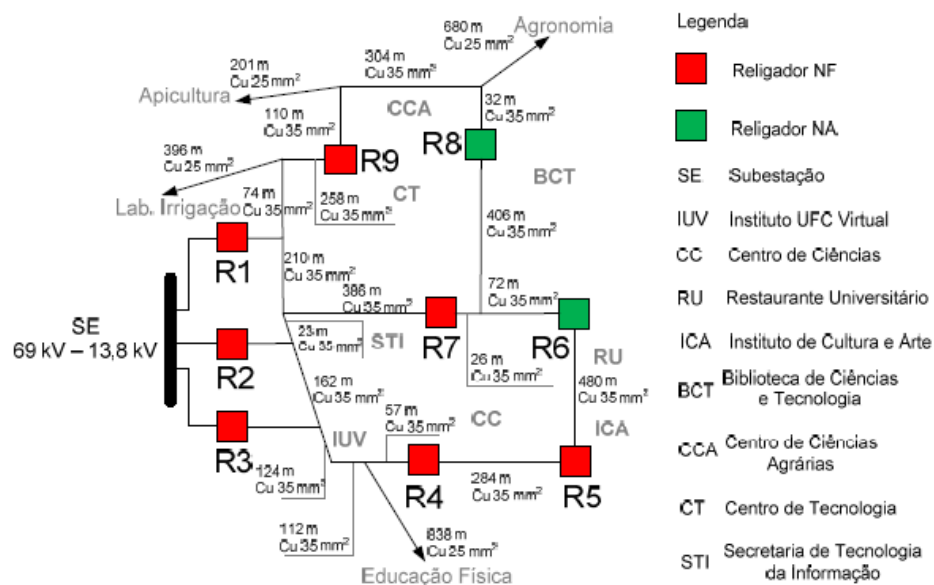 680 m
Cu 25 mm²
Agronomia
304 m
Cu 35 mm²
201 m
Cu 25 mm²
Apicultura
CCA
32 m
Cu 35 mm²
110 m
Cu 35 mm²
R9
R8
396 m
Cu 25 mm²
Lab. Irrigação
74 m
Cu 35 mm²
258 m
Cu 35 mm²
CT
BCT
406 m
Cu 35 mm²
R1
210 m
Cu 35 mm²
386 m
Cu 35 mm²
72 m
Cu 35 mm²
SE
69 kV – 13,8 kV
R2
23 m
Cu 35 mm²
STI
R7
R6
26 m
Cu 35 mm²
RU
162 m
Cu 35 mm²
57 m
Cu 35 mm²
CC
480 m
Cu 35 mm²
ICA
R3
IUV
124 m
Cu 35 mm²
R4
284 m
Cu 35 mm²
R5
112 m
Cu 35 mm²
838 m
Cu 25 mm²
Educação Física
Legenda
Religador NF
Religador NA
SE Subestação
IUV Instituto UFC Virtual
CC Centro de Ciências
RU Restaurante Universitário
ICA Instituto de Cultura e Arte
BCT Biblioteca de Ciências
e Tecnologia
CCA Centro de Ciências
Agrárias
CT Centro de Tecnologia
STI Secretaria de Tecnologia
da Informação